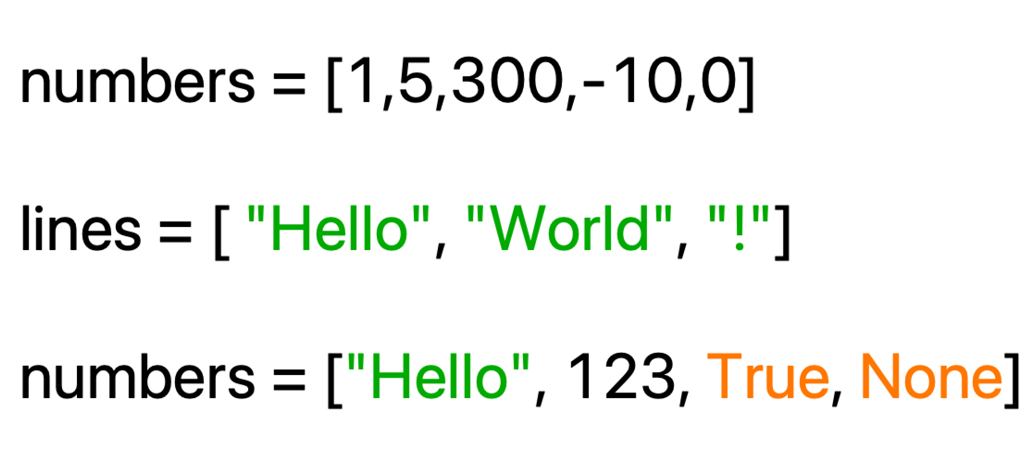 numbers = [1,5,300,-10,0]
lines = [ "Hello", "World", "!"]
numbers = ["Hello", 123, True, None]